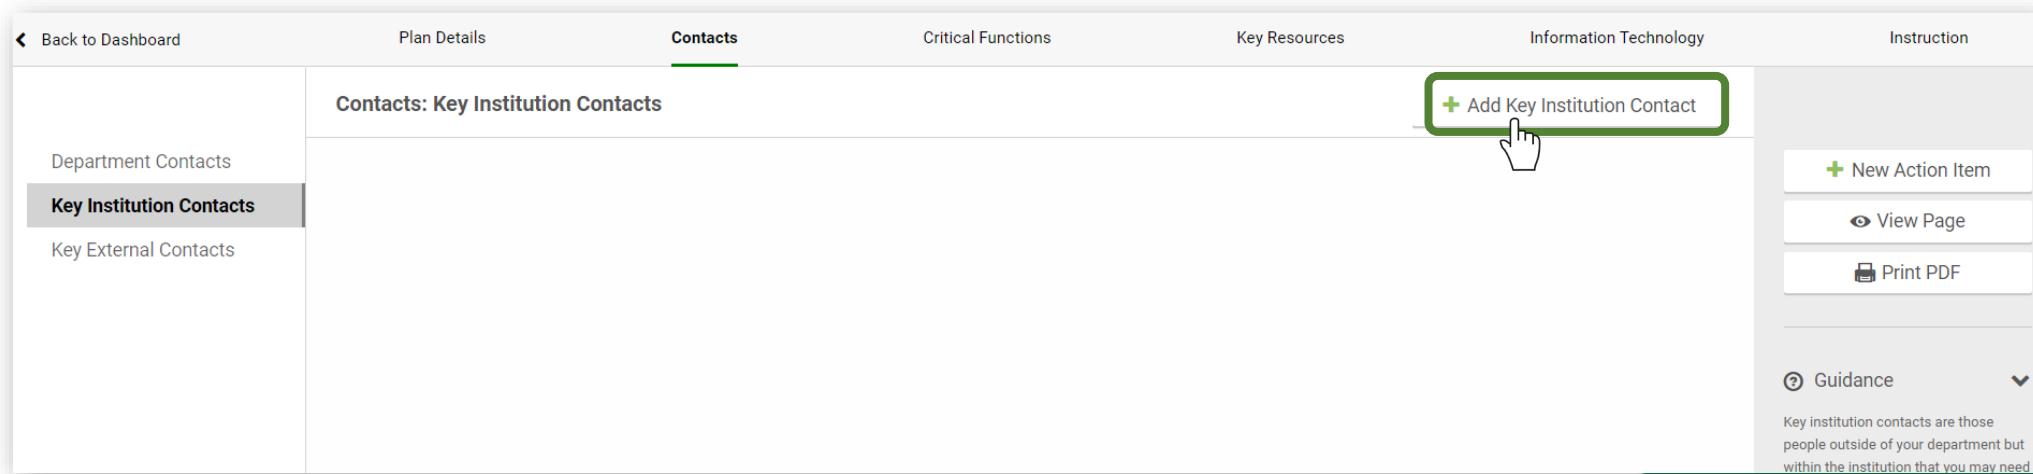 Back to Dashboard
Plan Details
Contacts
Critical Functions
Key Resources
Information Technology
Instruction
Contacts: Key Institution Contacts
Add Key Institution Contact
Department Contacts
Key Institution Contacts
Key External Contacts
New Action Item
View Page
Print PDF
Guidance
Key institution contacts are those
people outside of your department but
within the institution that you may need